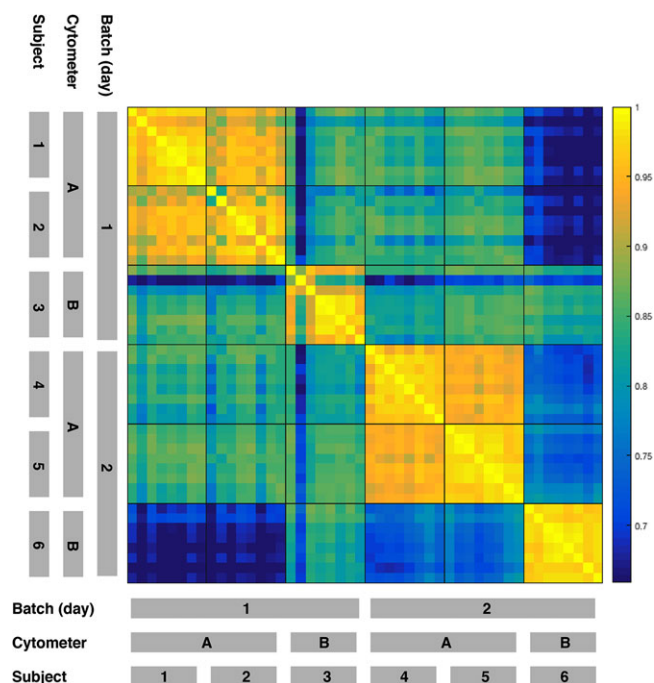 Subject
Cytometer
Batch (day)
1
2
3
4
5
6
A
B
A
B
1
2
1
0.95
0.9
0.85
0.8
0.75
0.7
Batch (day) 1 2
Cytometer A B A B
Subject 1 2 3 4 5 6